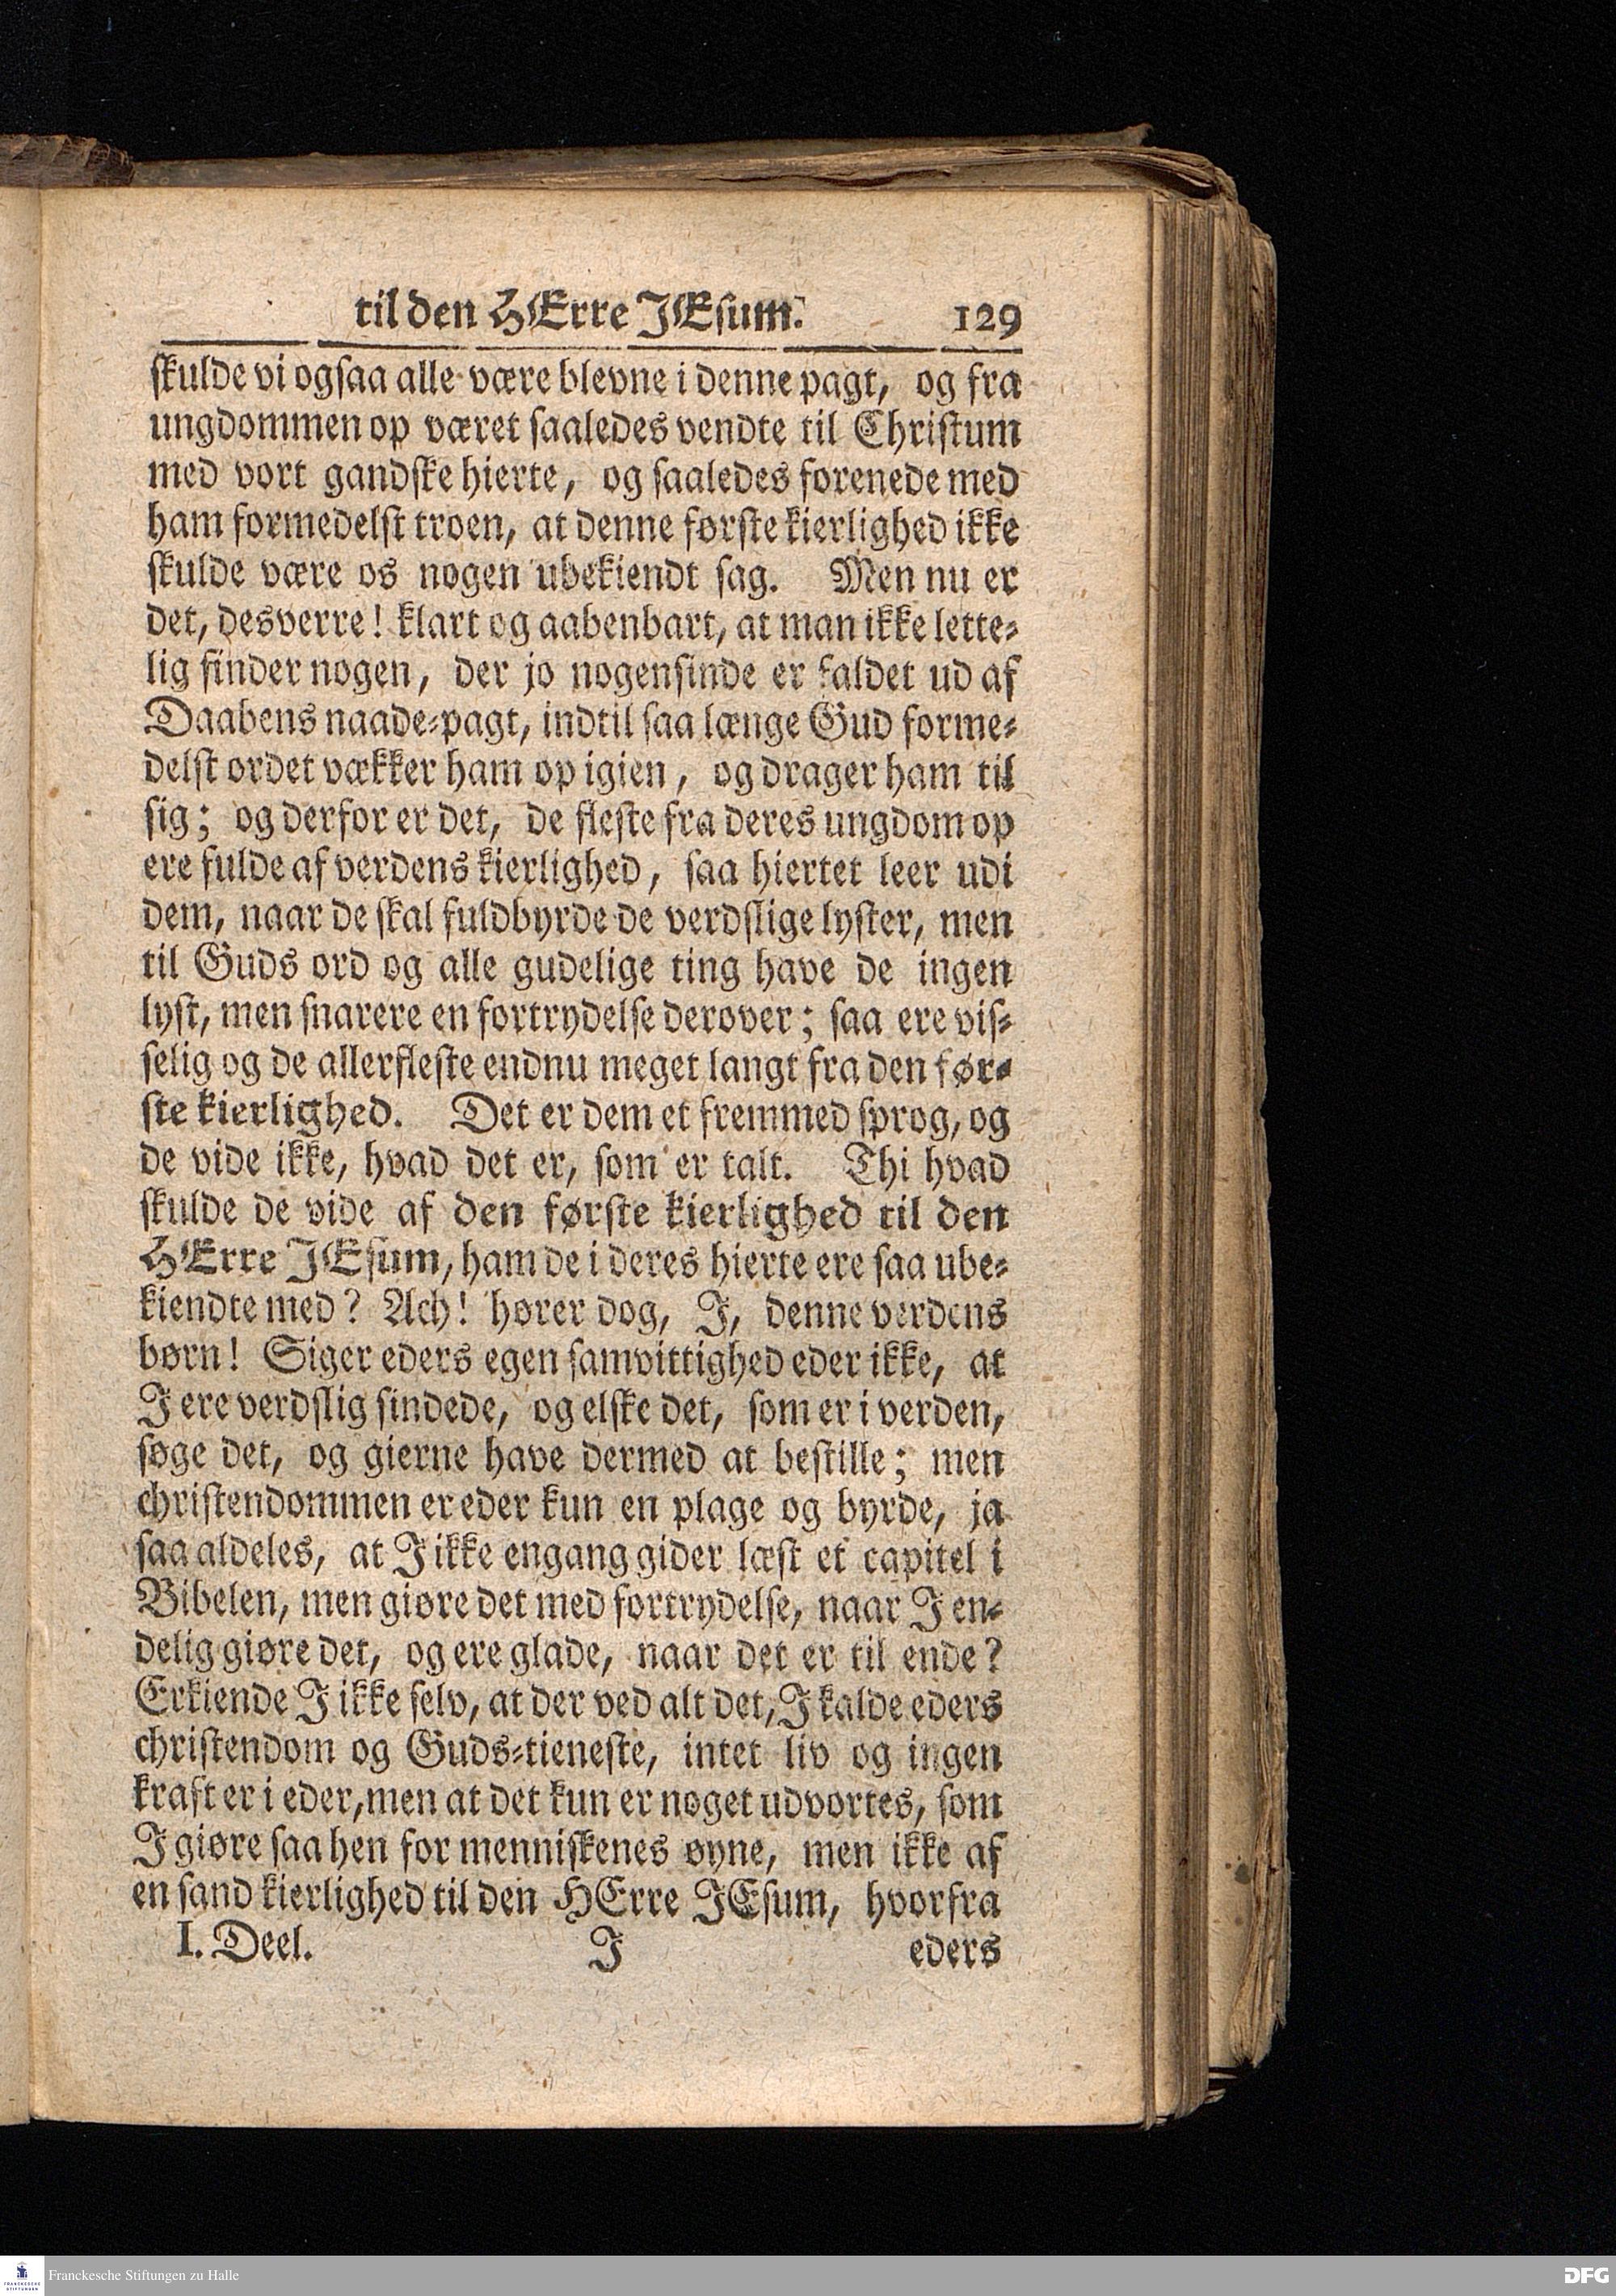 til den HErre JEsum. 129
skulde vi ogsaa alle være blevne i denne pagt, og fra
ungdommen op været saaledes vendte til Christum
med vort gandske hierte, og saaledes forenede med
ham formedelst troen, at denne første kierlighed ikke
skulde være os nogen ubekiendt sag. Men nu er
det, desverre! klart og aabenbart, at man ikke lette-
lig finder nogen, der jo nogensinde er faldet ud af
Daabens naade-pagt, indtil saa længe Gud forme-
delst ordet vækker ham op igien, og drager ham til
sig; og derfor er det, de fleste fra deres ungdom op
ere fulde af verdens kierlighed, saa hiertet leer udi
dem, naar de skal fuldbyrde de verdslige lyster, men
til Guds ord og alle gudelige ting have de ingen
lyst, men snarere en fortrydelse derover; saa ere vis-
selig og de allerfleste endnu meget langt fra den før-
ste kierlighed. Det er dem et fremmed sprog, og
de vide ikke, hvad det er, som er talt. Thi hvad
skulde de vide af den første kierlighed til den
HErre JEsum, ham de i deres hierte ere saa ube-
kiendte med? Ach! hører dog, I, denne verdens
børn! Siger eders egen samvittighed eder ikke, at
I ere verdslig sindede, og elske det, som er i verden,
søge det, og gierne have dermed at bestille; men
christendommen er eder kun en plage og byrde, ja
saa aldeles, at I ikke engang gider læst et capitel i
Bibelen, men giøre det med fortrydelse, naar I en-
delig giøre det, og ere glade, naar det er til ende?
Erkiende I ikke selv, at der ved alt det, I kalde eders
christendom og Guds-tieneste, intet liv og ingen
kraft er i eder, men at det kun er noget udvortes, som
I giøre saa hen for menniskenes øyne, men ikke af
en sand kierlighed til den HErre JEsum, hvorfra
I. Deel. J eders
FRANCKESCHE STIFTUNGEN Franckesche Stiftungen zu Halle DFG